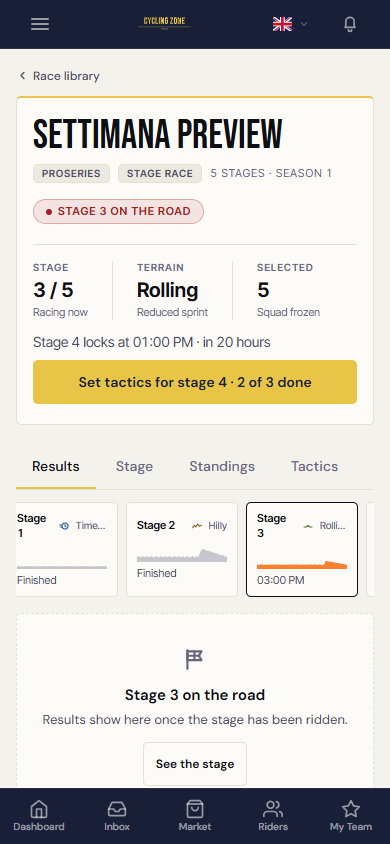 CYCLING ZONE
Race library
SETTIMANA PREVIEW
PROSERIES STAGE RACE 5 STAGES · SEASON 1
STAGE 3 ON THE ROAD
STAGE TERRAIN SELECTED
3 / 5 Rolling 5
Racing now Reduced sprint Squad frozen
Stage 4 locks at 01:00 PM · in 20 hours
Set tactics for stage 4 · 2 of 3 done
Results Stage Standings Tactics
Stage 1 Time...
Finished
Stage 2 Hilly
Finished
Stage 3 Rolli...
03:00 PM
Stage 3 on the road
Results show here once the stage has been ridden.
See the stage
Dashboard Inbox Market Riders My Team